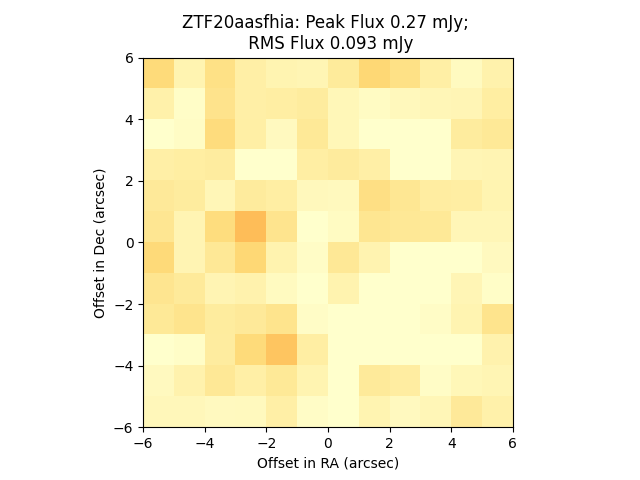 ZTF20aasfhia: Peak Flux 0.27 mJy;
RMS Flux 0.093 mJy
6
4
2
0
−2
−4
−6
Offset in Dec (arcsec)
−6 −4 −2 0 2 4 6
Offset in RA (arcsec)